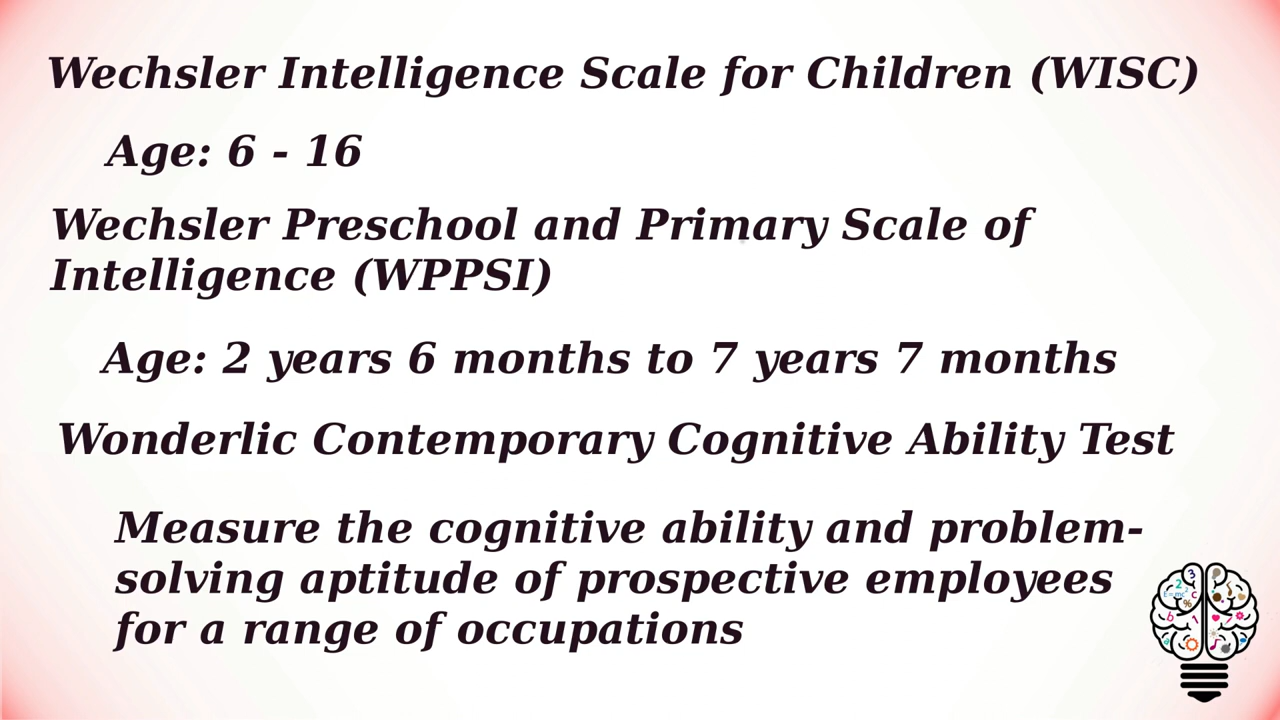 Wechsler Intelligence Scale for Children (WISC)
Age: 6 - 16
Wechsler Preschool and Primary Scale of
Intelligence (WPPSI)
Age: 2 years 6 months to 7 years 7 months
Wonderlic Contemporary Cognitive Ability Test
Measure the cognitive ability and problem-
solving aptitude of prospective employees
for a range of occupations